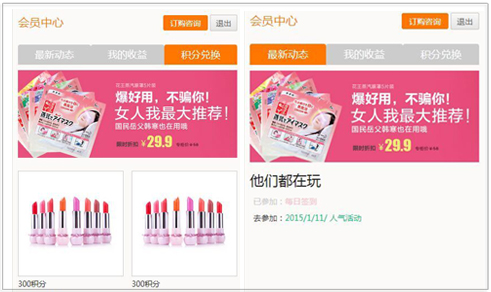 会员中心
订购咨询
退出
最新动态
我的收益
积分兑换
爆好用，不骗你！
女人我最大推荐！
国民岳父韩寒也在用哦
限时折扣 ¥29.9
300积分
300积分
会员中心
订购咨询
退出
最新动态
我的收益
积分兑换
爆好用，不骗你！
女人我最大推荐！
国民岳父韩寒也在用哦
限时折扣 ¥29.9
他们都在玩
已参加：每日签到
去参加：2015/1/11/ 人气活动